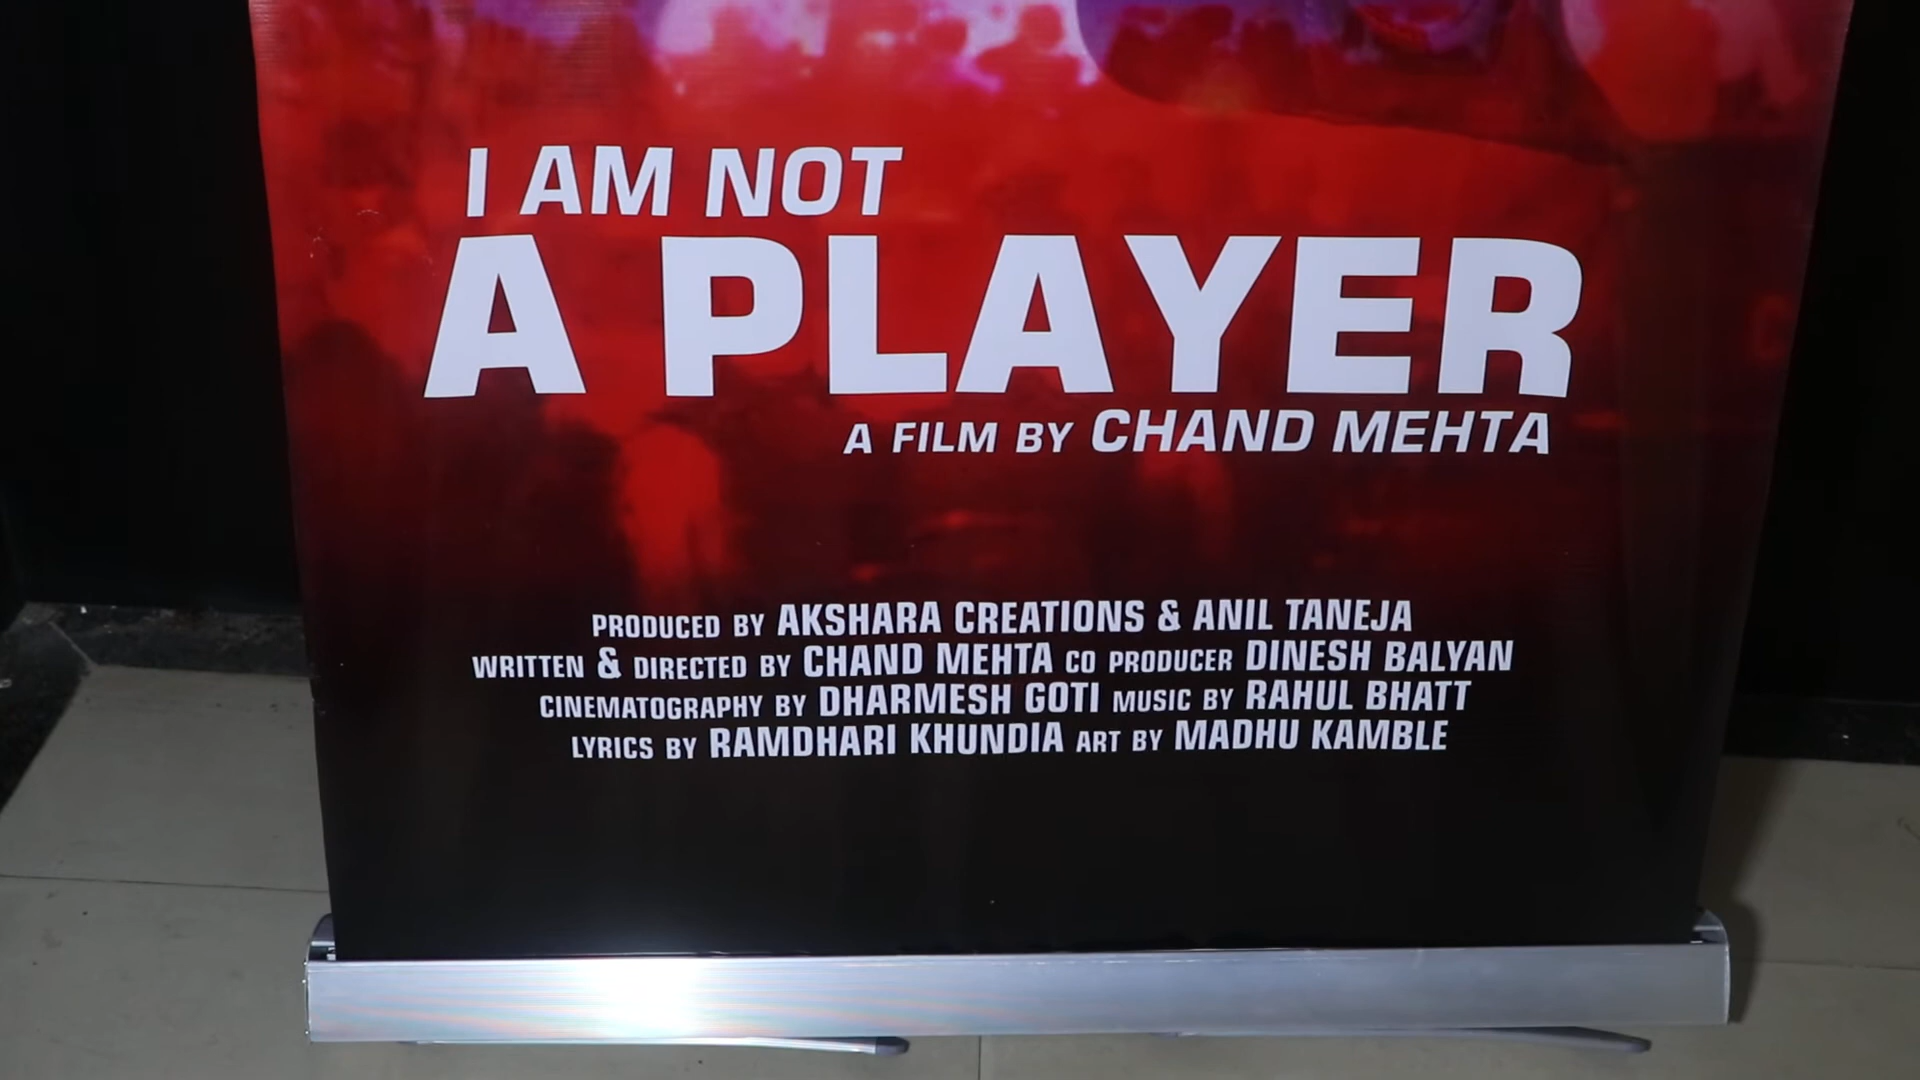 I AM NOT
A PLAYER
A FILM BY CHAND MEHTA
PRODUCED BY AKSHARA CREATIONS & ANIL TANEJA
WRITTEN & DIRECTED BY CHAND MEHTA CO PRODUCER DINESH BALYAN
CINEMATOGRAPHY BY DHARMESH GOTI MUSIC BY RAHUL BHATT
LYRICS BY RAMDHARI KHUNDIA ART BY MADHU KAMBLE